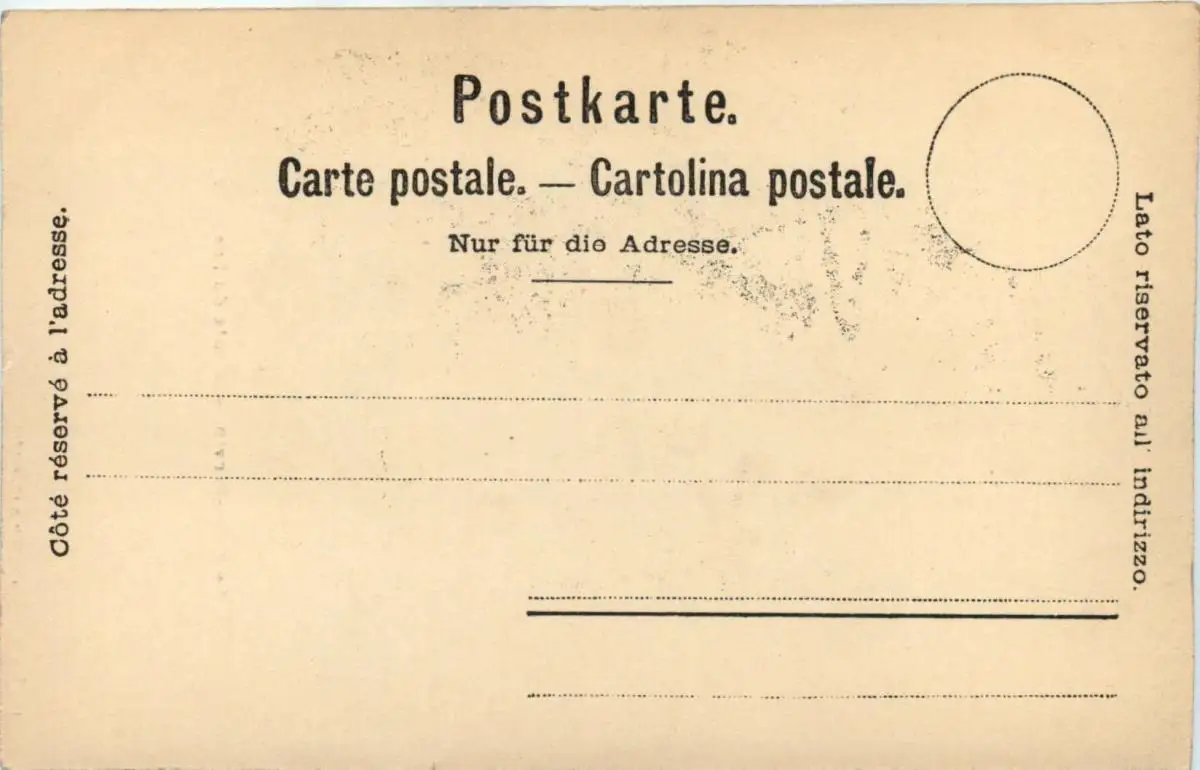 Postkarte.
Carte postale. — Cartolina postale.
Nur für die Adresse.
Côté réservé à l'adresse.
Lato riservato all' indirizzo.